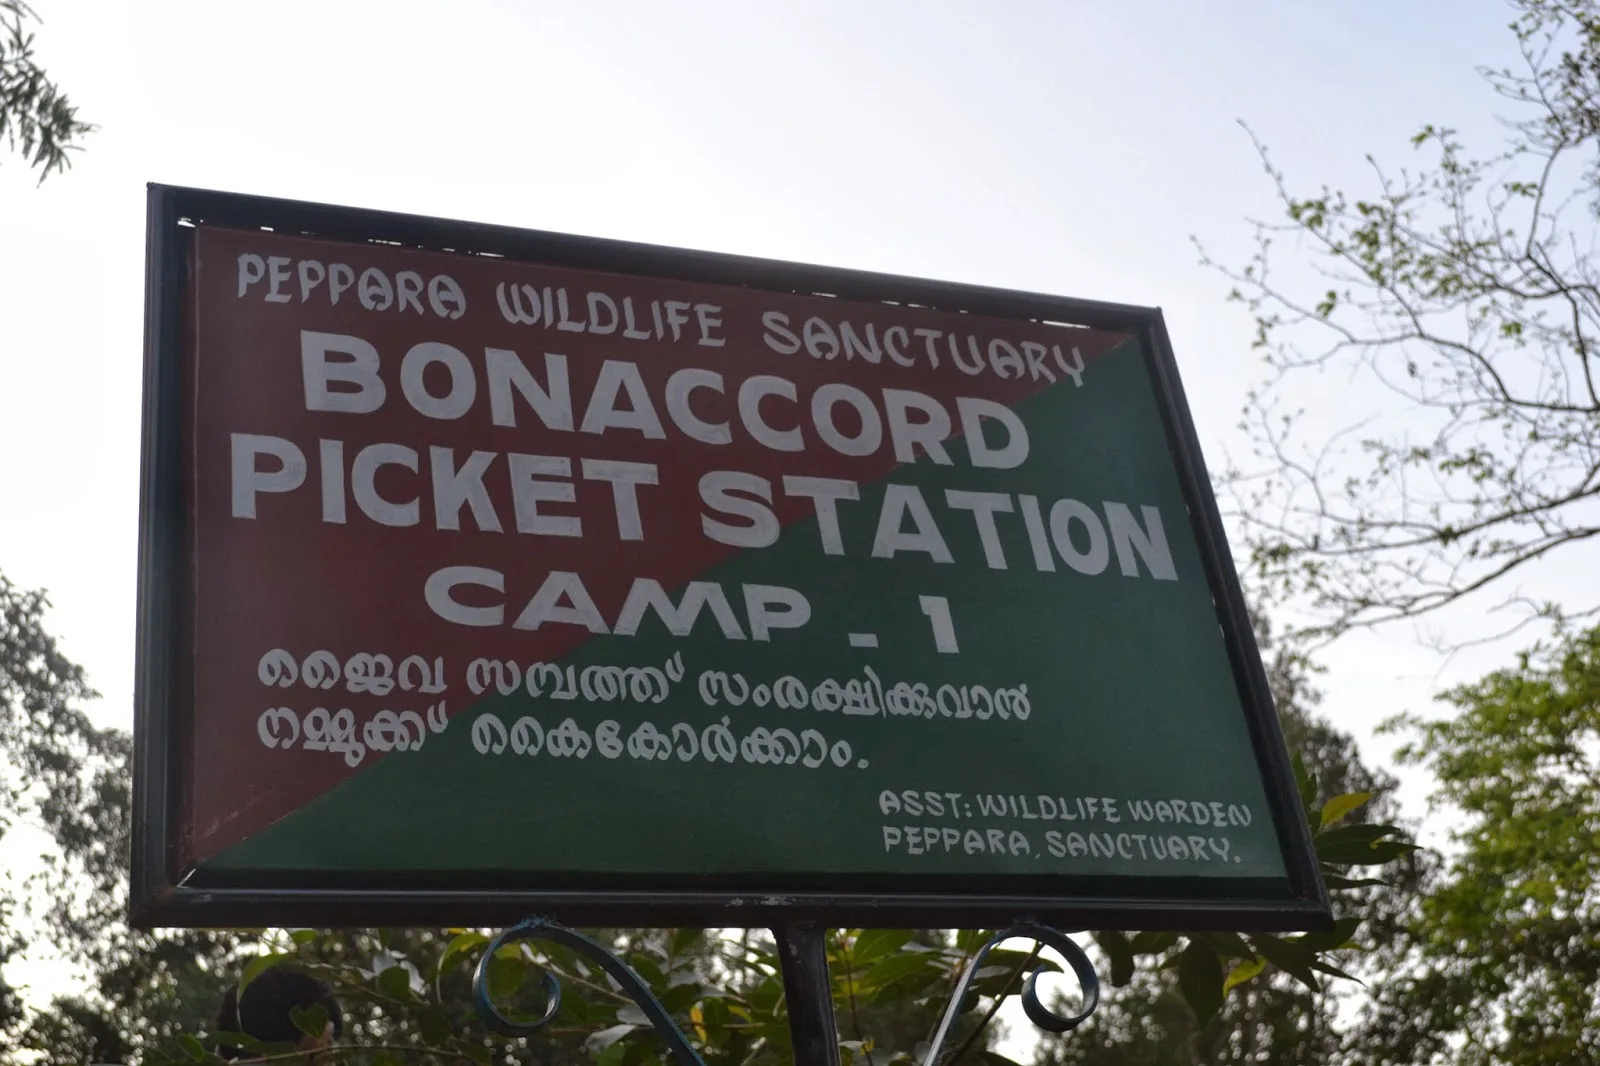 PEPPARA WILDLIFE SANCTUARY
BONACCORD
PICKET STATION
CAMP - 1
ജൈവ സമ്പത്ത് സംരക്ഷിക്കുവാൻ
നമ്മുക്ക് കൈകോർക്കാം.
ASST: WILDLIFE WARDEN
PEPPARA, SANCTUARY.